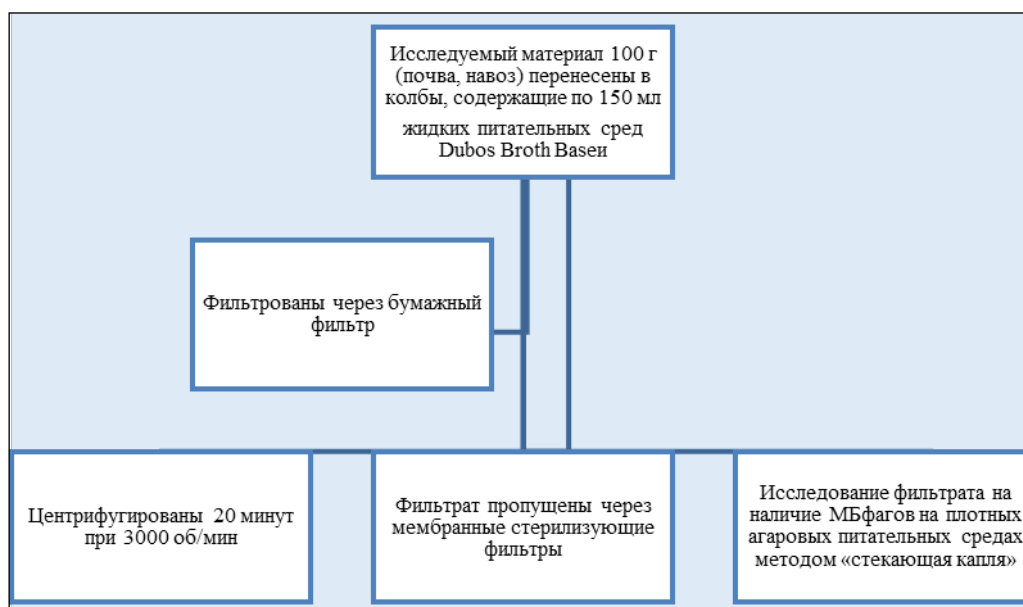 Исследуемый материал 100 г
(почва, навоз) перенесены в
колбы, содержащие по 150 мл
жидких питательных сред
Dubos Broth Baseи
Фильтрованы через бумажный
фильтр
Центрифугированы 20 минут
при 3000 об/мин
Фильтрат пропущены через
мембранные стерилизующие
фильтры
Исследование фильтрата на
наличие МБфагов на плотных
агаровых питательных средах
методом «стекающая капля»